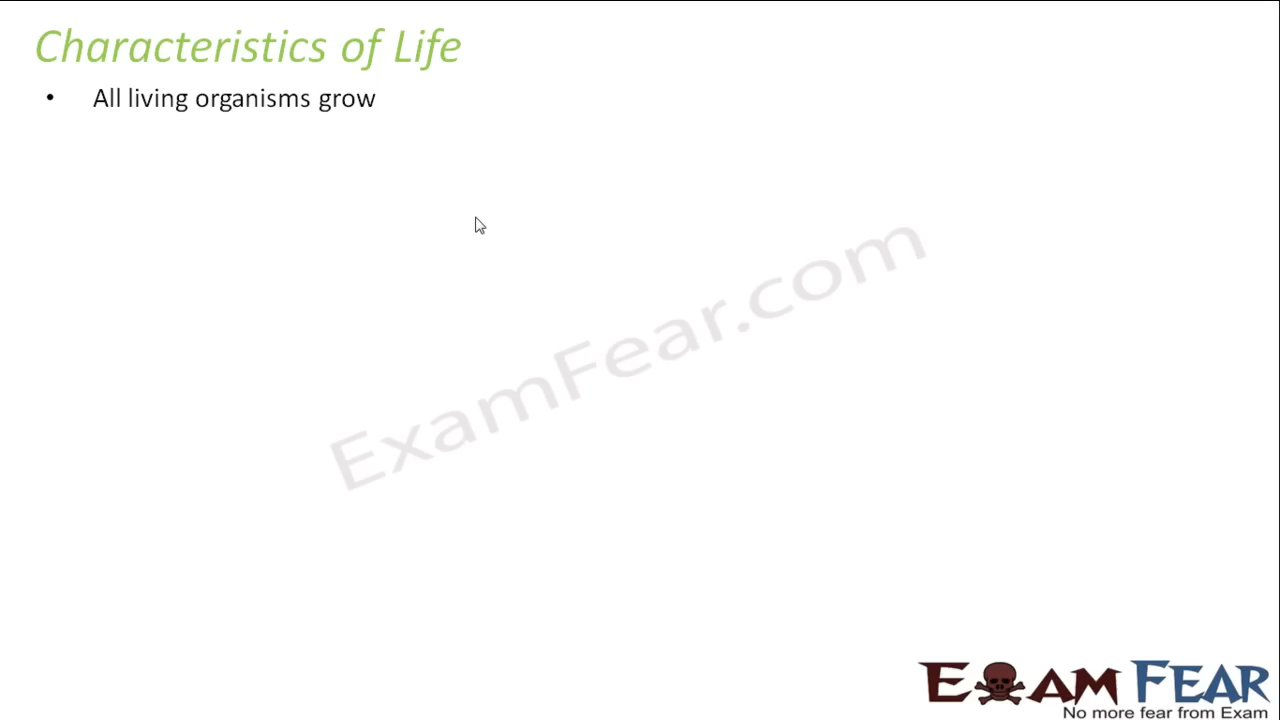 Characteristics of Life
• All living organisms grow
ExamFear.com
EXAM FEAR
No more fear from Exam